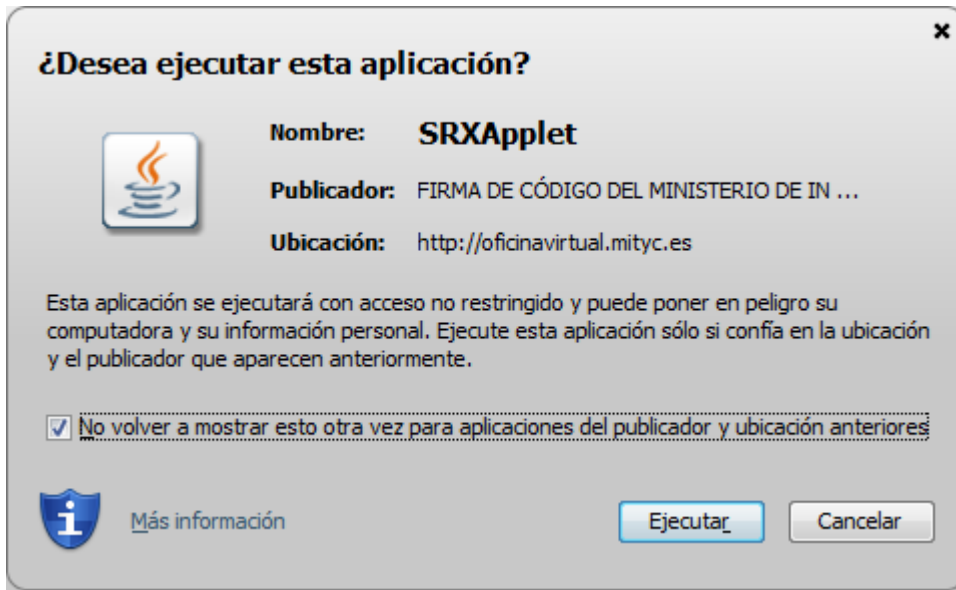 ¿Desea ejecutar esta aplicación?
Nombre: SRXApplet
Publicador: FIRMA DE CÓDIGO DEL MINISTERIO DE IN ...
Ubicación: http://oficinavirtual.mityc.es
Esta aplicación se ejecutará con acceso no restringido y puede poner en peligro su
computadora y su información personal. Ejecute esta aplicación sólo si confía en la ubicación
y el publicador que aparecen anteriormente.
No volver a mostrar esto otra vez para aplicaciones del publicador y ubicación anteriores
Más información
Ejecutar
Cancelar